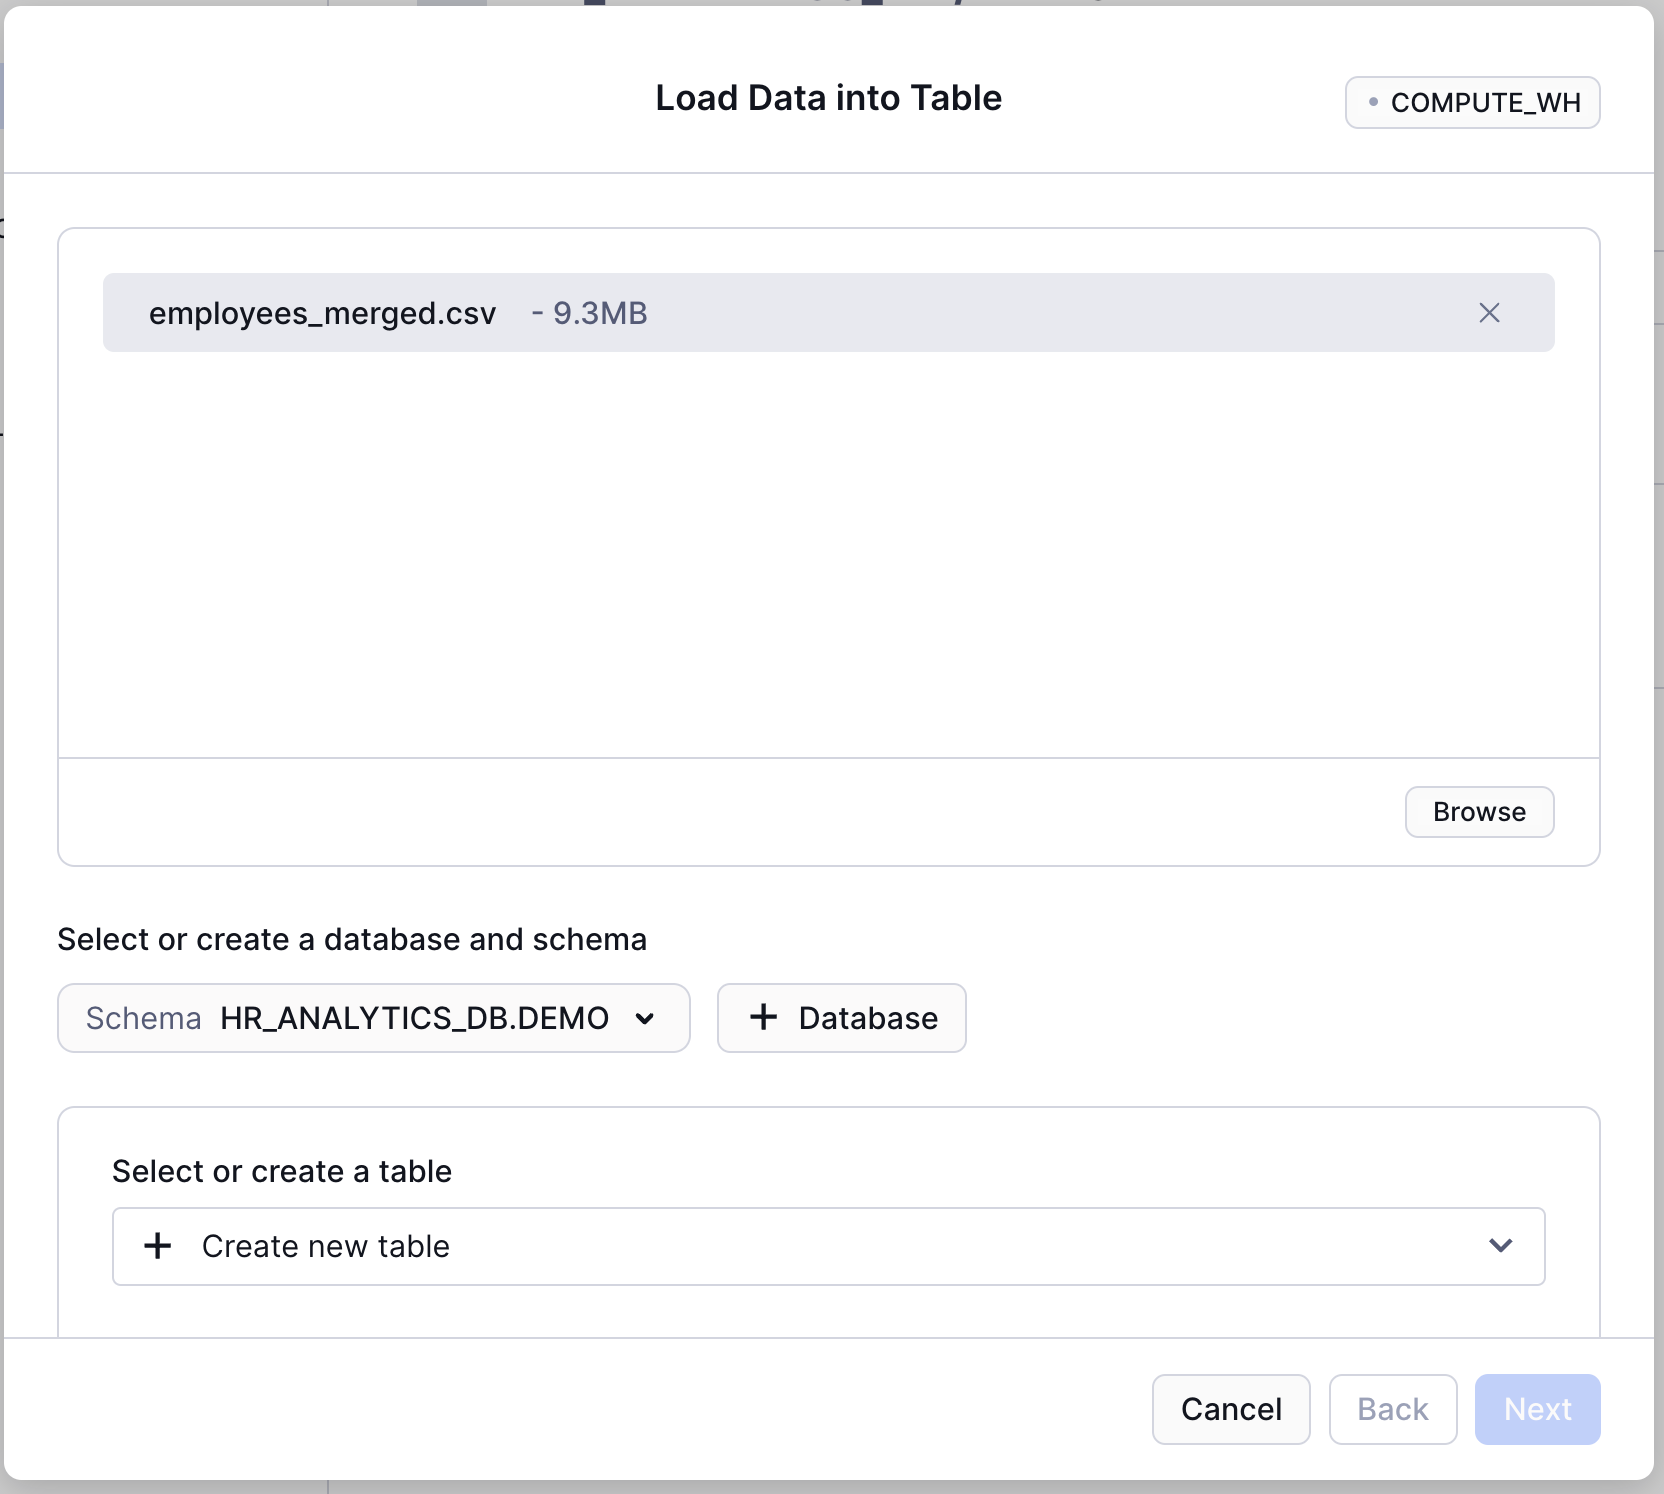 Load Data into Table
COMPUTE_WH
employees_merged.csv - 9.3MB
Browse
Select or create a database and schema
Schema HR_ANALYTICS_DB.DEMO
+ Database
Select or create a table
+ Create new table
Cancel
Back
Next